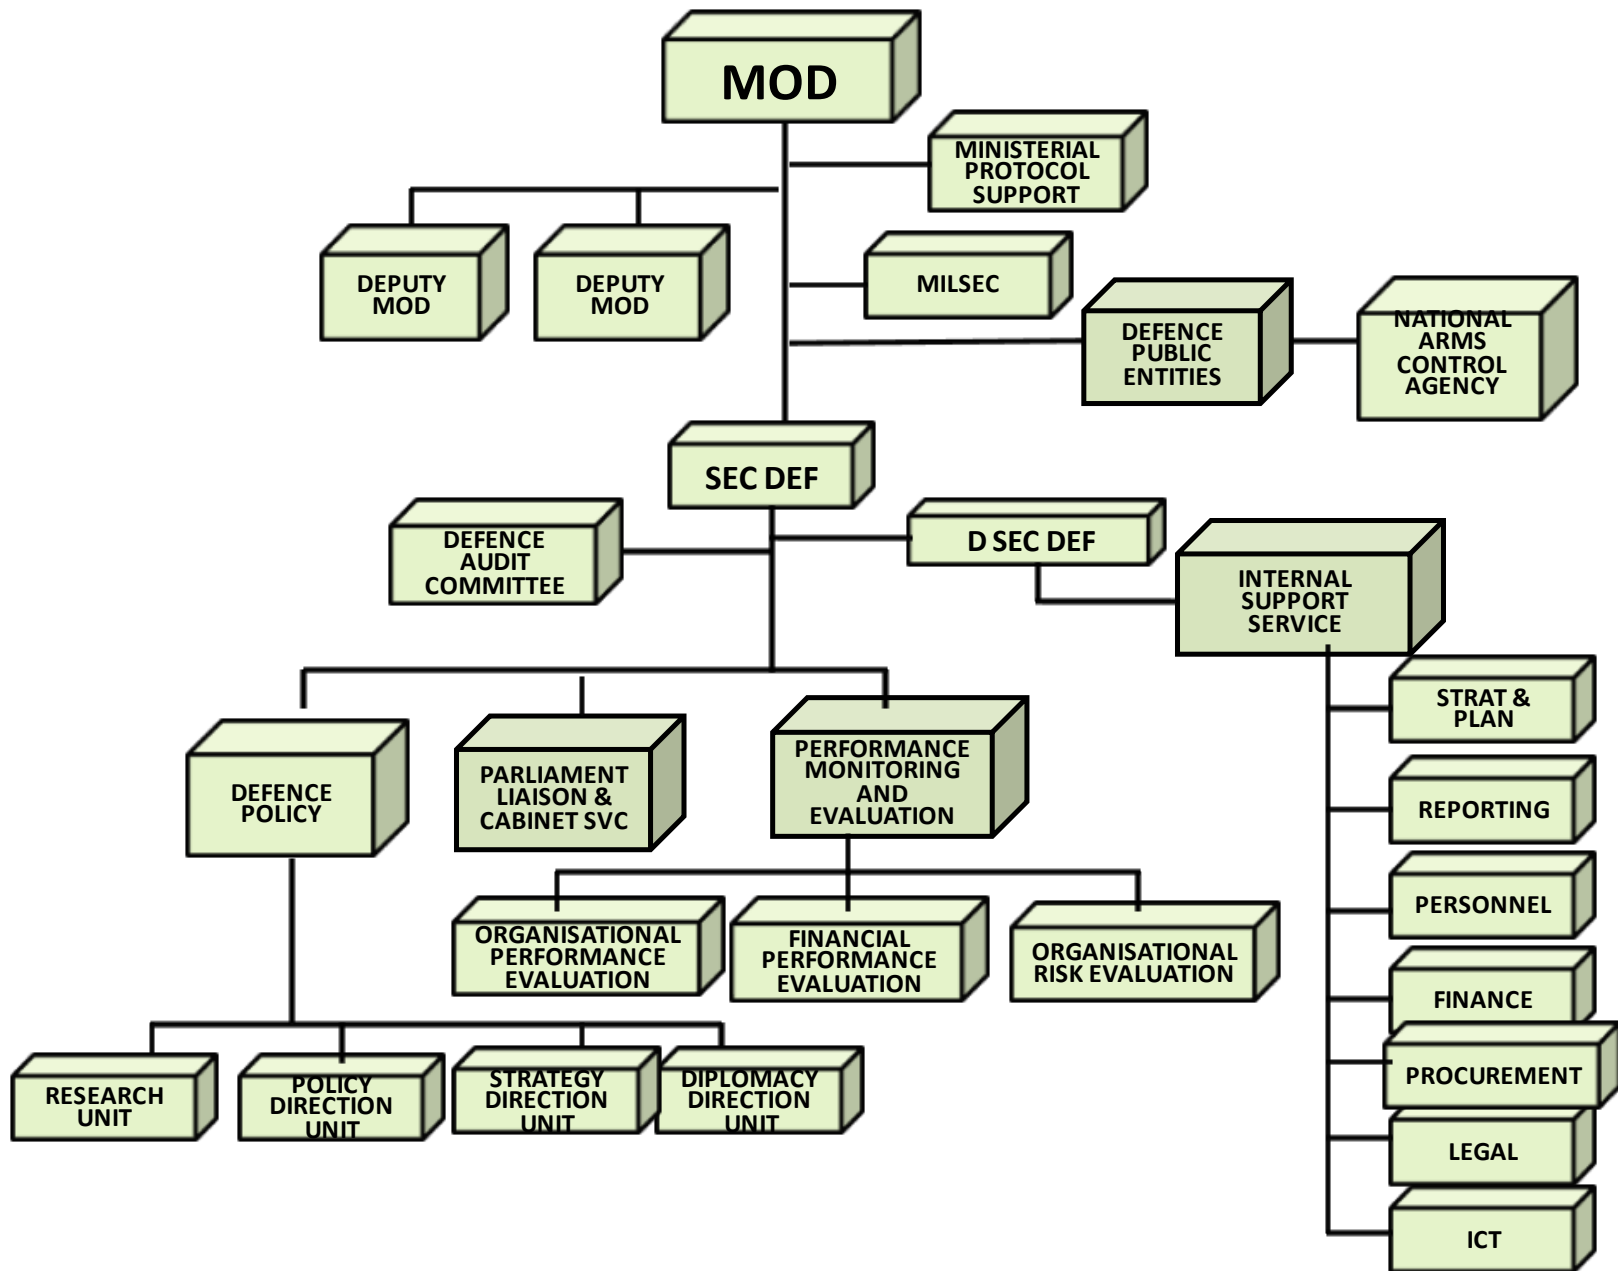 MOD
MINISTERIAL
PROTOCOL
SUPPORT
DEPUTY
MOD
DEPUTY
MOD
MILSEC
DEFENCE
PUBLIC
ENTITIES
NATIONAL
ARMS
CONTROL
AGENCY
SEC DEF
DEFENCE
AUDIT
COMMITTEE
D SEC DEF
INTERNAL
SUPPORT
SERVICE
STRAT &
PLAN
REPORTING
PERSONNEL
FINANCE
PROCUREMENT
LEGAL
ICT
DEFENCE
POLICY
PARLIAMENT
LIAISON &
CABINET SVC
PERFORMANCE
MONITORING
AND
EVALUATION
ORGANISATIONAL
PERFORMANCE
EVALUATION
FINANCIAL
PERFORMANCE
EVALUATION
ORGANISATIONAL
RISK EVALUATION
RESEARCH
UNIT
POLICY
DIRECTION
UNIT
STRATEGY
DIRECTION
UNIT
DIPLOMACY
DIRECTION
UNIT